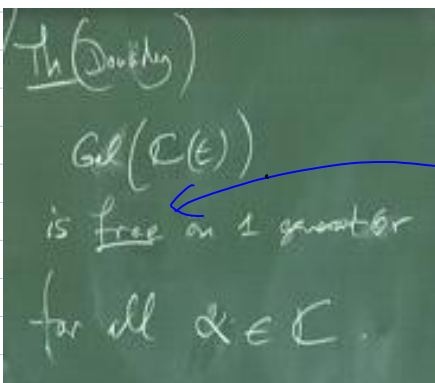 Th (Douady)
Gal(ℂ(t))
is free on 1 generator
for all α ∈ ℂ.